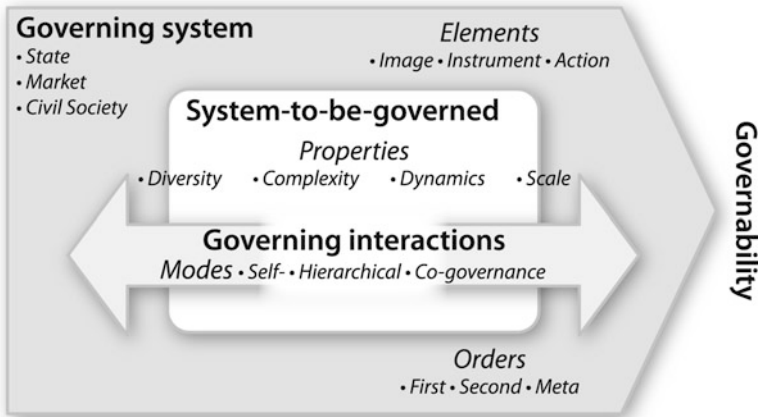 Governing system
• State
• Market
• Civil Society
Elements
• Image • Instrument • Action
System-to-be-governed
Properties
• Diversity • Complexity • Dynamics • Scale
Governing interactions
Modes • Self- • Hierarchical • Co-governance
Orders
• First • Second • Meta
Governability